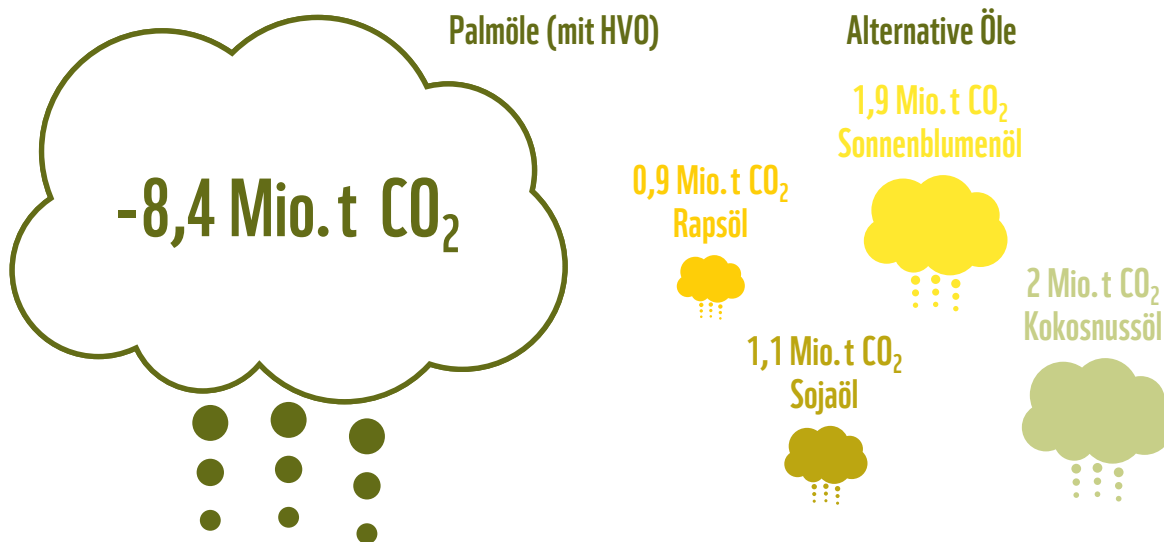 Palmöle (mit HVO)
Alternative Öle
-8,4 Mio. t CO₂
1,9 Mio. t CO₂
Sonnenblumenöl
0,9 Mio. t CO₂
Rapsöl
2 Mio. t CO₂
Kokosnussöl
1,1 Mio. t CO₂
Sojaöl